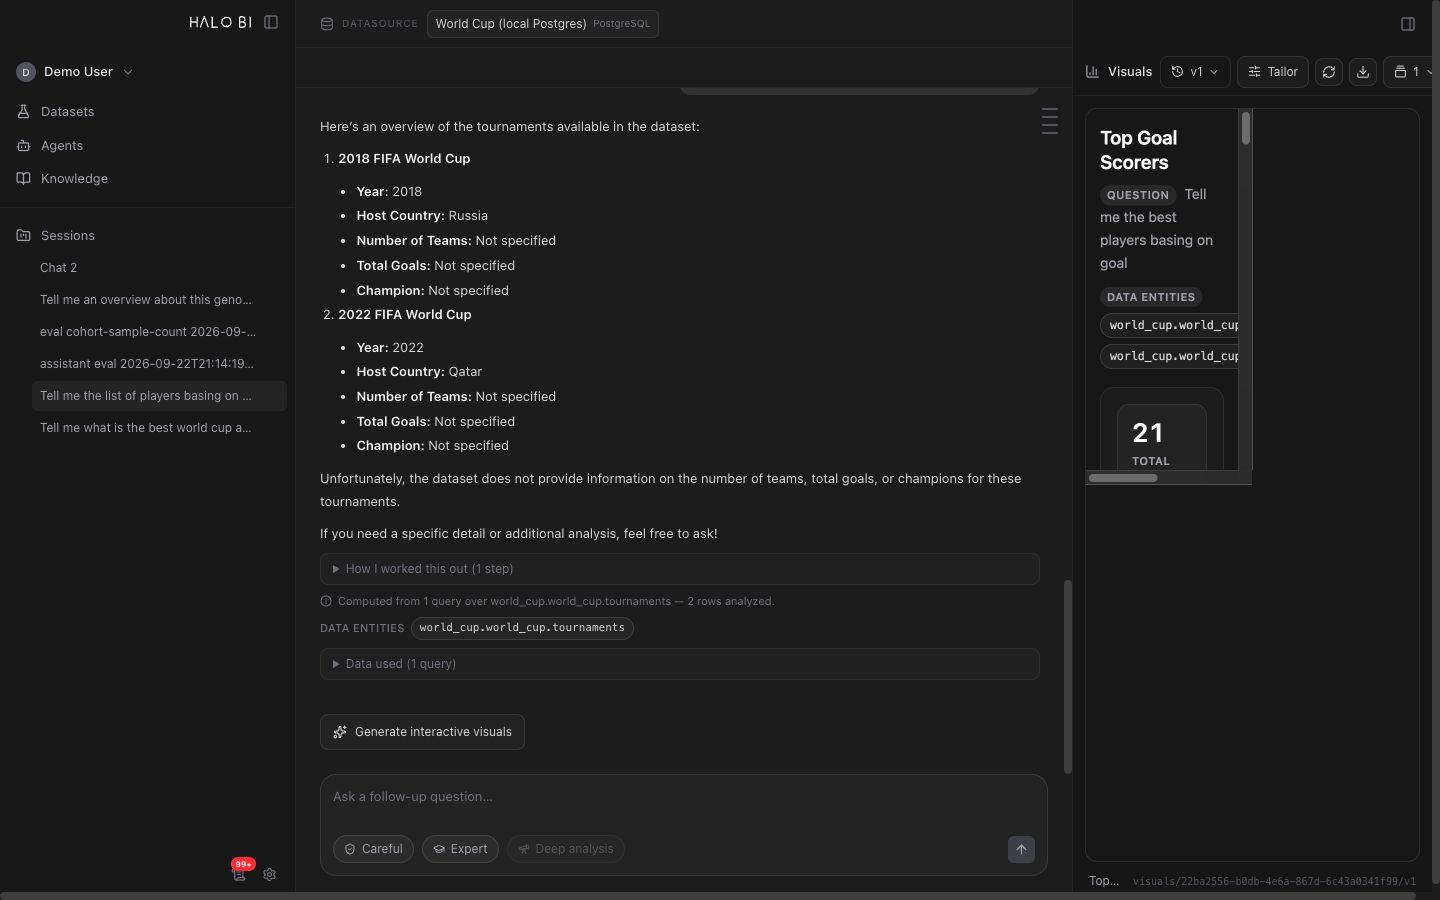 HALO BI
D Demo User
Datasets
Agents
Knowledge
Sessions
Chat 2
Tell me an overview about this geno...
eval cohort-sample-count 2026-09-...
assistant eval 2026-09-22T21:14:19...
Tell me the list of players basing on ...
Tell me what is the best world cup a...
99+
DATASOURCE World Cup (local Postgres) PostgreSQL
Here's an overview of the tournaments available in the dataset:
1. 2018 FIFA World Cup
• Year: 2018
• Host Country: Russia
• Number of Teams: Not specified
• Total Goals: Not specified
• Champion: Not specified
2. 2022 FIFA World Cup
• Year: 2022
• Host Country: Qatar
• Number of Teams: Not specified
• Total Goals: Not specified
• Champion: Not specified
Unfortunately, the dataset does not provide information on the number of teams, total goals, or champions for these
tournaments.
If you need a specific detail or additional analysis, feel free to ask!
How I worked this out (1 step)
Computed from 1 query over world_cup.world_cup.tournaments — 2 rows analyzed.
DATA ENTITIES world_cup.world_cup.tournaments
Data used (1 query)
Generate interactive visuals
Ask a follow-up question...
Careful Expert Deep analysis
Visuals v1 Tailor 1
Top Goal
Scorers
QUESTION Tell
me the best
players basing on
goal
DATA ENTITIES
world_cup.world_cup
world_cup.world_cup
21
TOTAL
Top... visuals/22ba2556-b0db-4e6a-867d-6c43a0341f99/v1